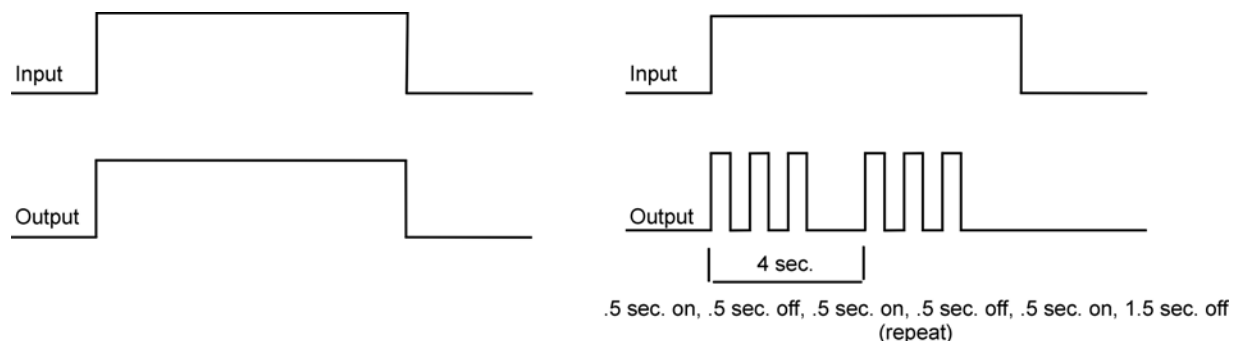 Input
Output
Input
Output
4 sec.
.5 sec. on, .5 sec. off, .5 sec. on, .5 sec. off, .5 sec. on, 1.5 sec. off
(repeat)